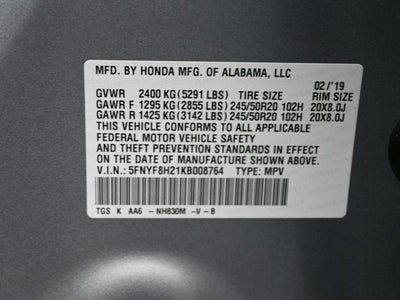 MFD. BY HONDA MFG. OF ALABAMA, LLC
02/'19
GVWR 2400 KG (5291 LBS) TIRE SIZE RIM SIZE
GAWR F 1295 KG (2855 LBS) 245/50R20 102H 20X8.0J
GAWR R 1425 KG (3142 LBS) 245/50R20 102H 20X8.0J
THIS VEHICLE CONFORMS TO ALL APPLICABLE
FEDERAL MOTOR VEHICLE SAFETY
AND THEFT PREVENTION STANDARDS IN EFFECT
ON THE DATE OF MANUFACTURE SHOWN ABOVE.
V.I.N.: 5FNYF8H21KB008764 TYPE: MPV
TGS K AA6 -NH830M -V -B